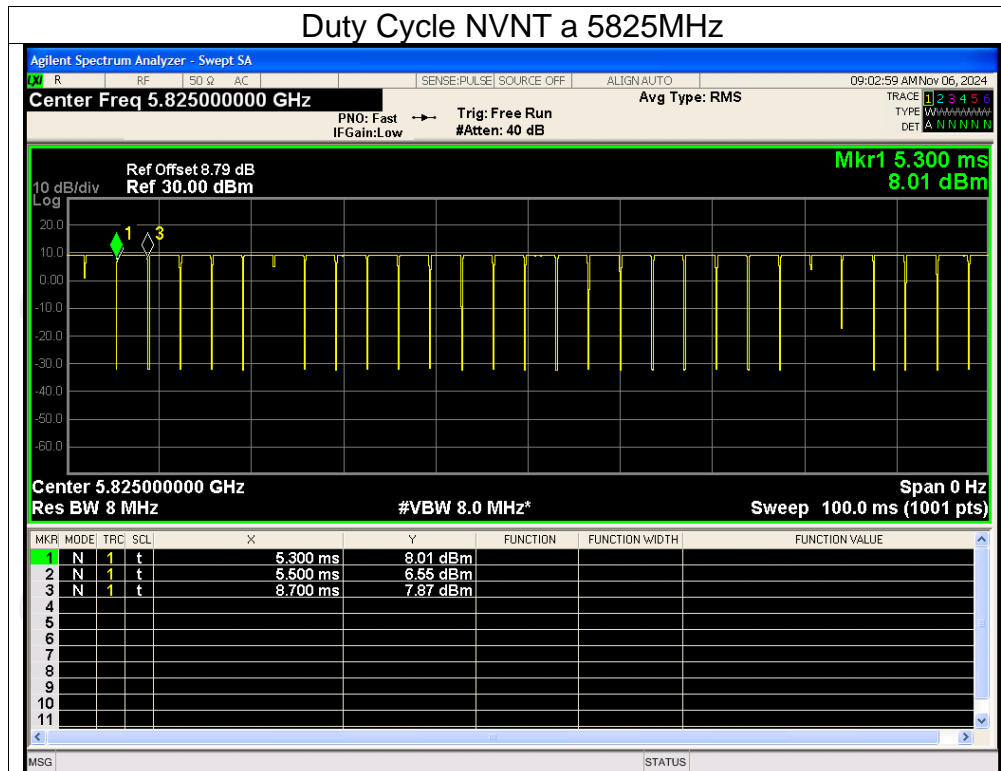 Duty Cycle NVNT a 5825MHz
Agilent Spectrum Analyzer - Swept SA
LXI R RF 50 Ω AC SENSE:PULSE SOURCE OFF ALIGN AUTO 09:02:59 AM Nov 06, 2024
Center Freq 5.825000000 GHz Avg Type: RMS TRACE 1 2 3 4 5 6
PNO: Fast Trig: Free Run TYPE WWWWWW
IFGain:Low #Atten: 40 dB DET A N N N N N
Mkr1 5.300 ms
Ref Offset 8.79 dB
10 dB/div Ref 30.00 dBm 8.01 dBm
Log
20.0
1 3
10.0
0.00
-10.0
-20.0
-30.0
-40.0
-50.0
-60.0
Center 5.825000000 GHz Span 0 Hz
Res BW 8 MHz #VBW 8.0 MHz* Sweep 100.0 ms (1001 pts)
MKR MODE TRC SCL X Y FUNCTION FUNCTION WIDTH FUNCTION VALUE
1 N 1 t 5.300 ms 8.01 dBm
2 N 1 t 5.500 ms 6.55 dBm
3 N 1 t 8.700 ms 7.87 dBm
4
5
6
7
8
9
10
11
MSG STATUS